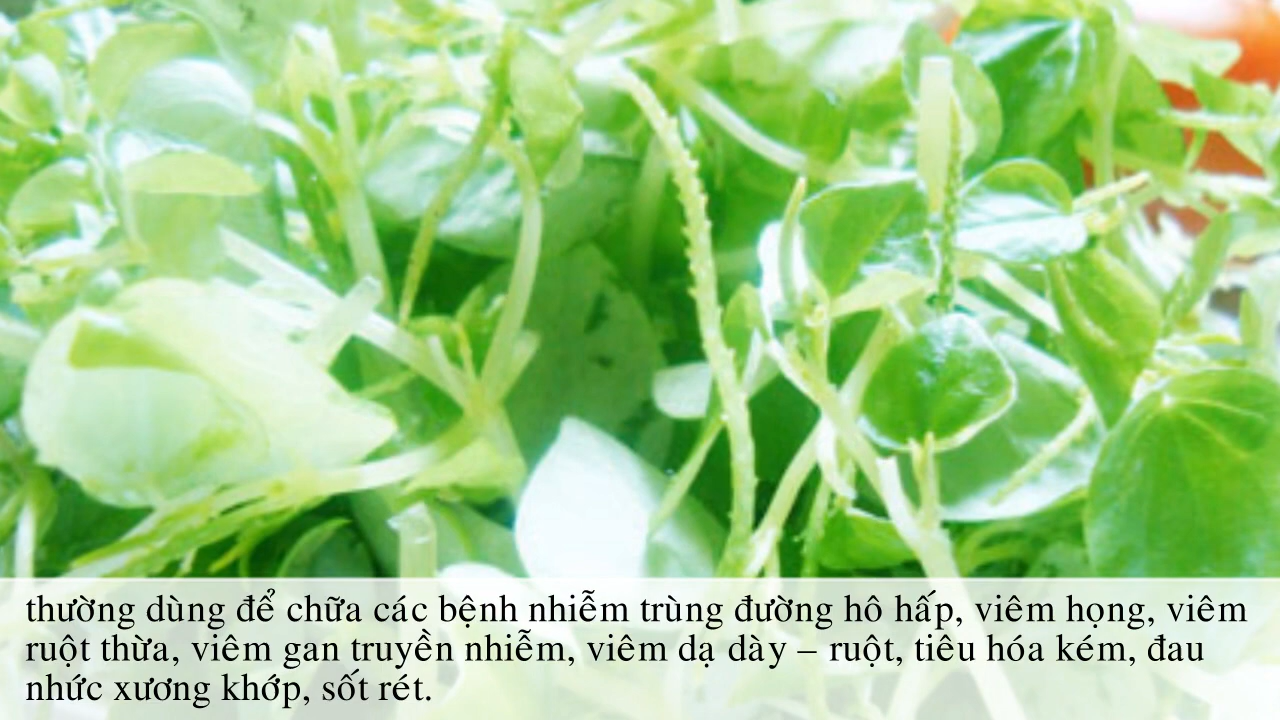 thường dùng để chữa các bệnh nhiễm trùng đường hô hấp, viêm họng, viêm
ruột thừa, viêm gan truyền nhiễm, viêm dạ dày – ruột, tiêu hóa kém, đau
nhức xương khớp, sốt rét.